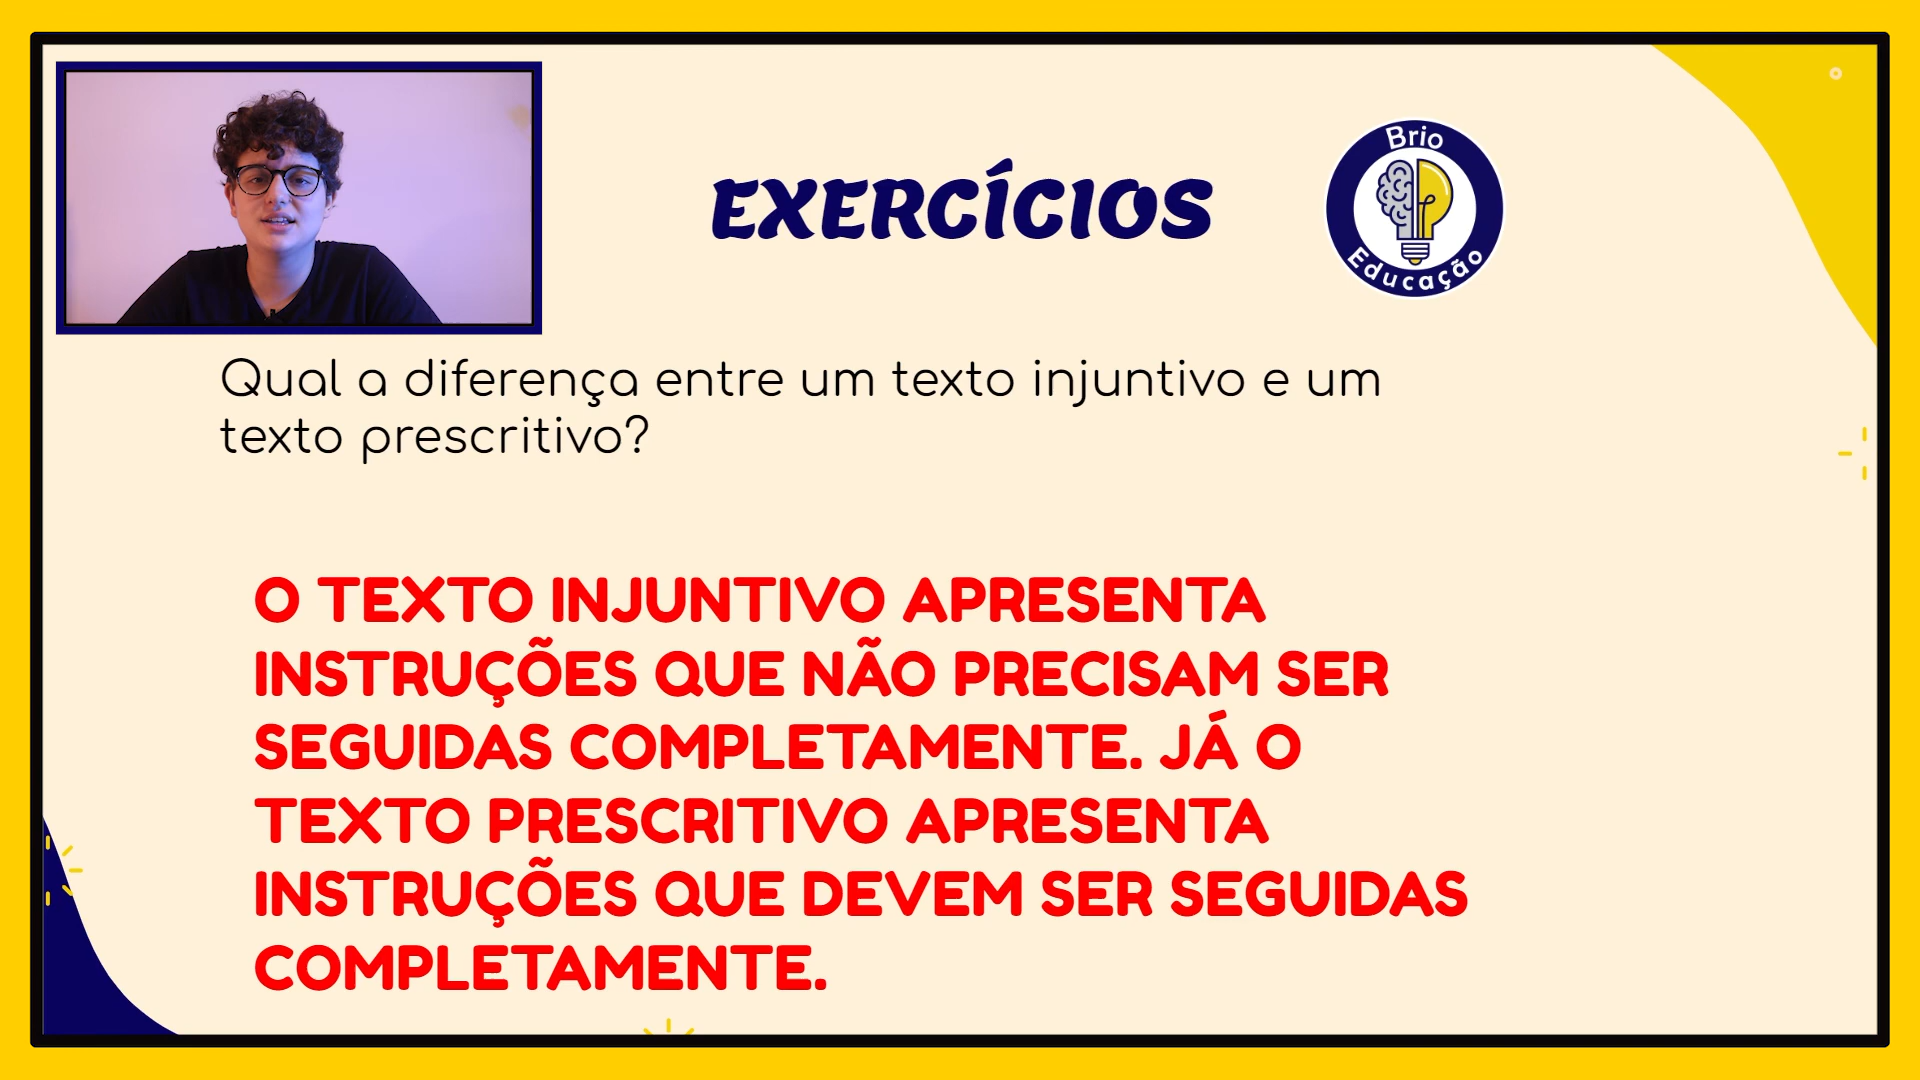 EXERCÍCIOS
Brio
Educação
Qual a diferença entre um texto injuntivo e um
texto prescritivo?
O TEXTO INJUNTIVO APRESENTA
INSTRUÇÕES QUE NÃO PRECISAM SER
SEGUIDAS COMPLETAMENTE. JÁ O
TEXTO PRESCRITIVO APRESENTA
INSTRUÇÕES QUE DEVEM SER SEGUIDAS
COMPLETAMENTE.